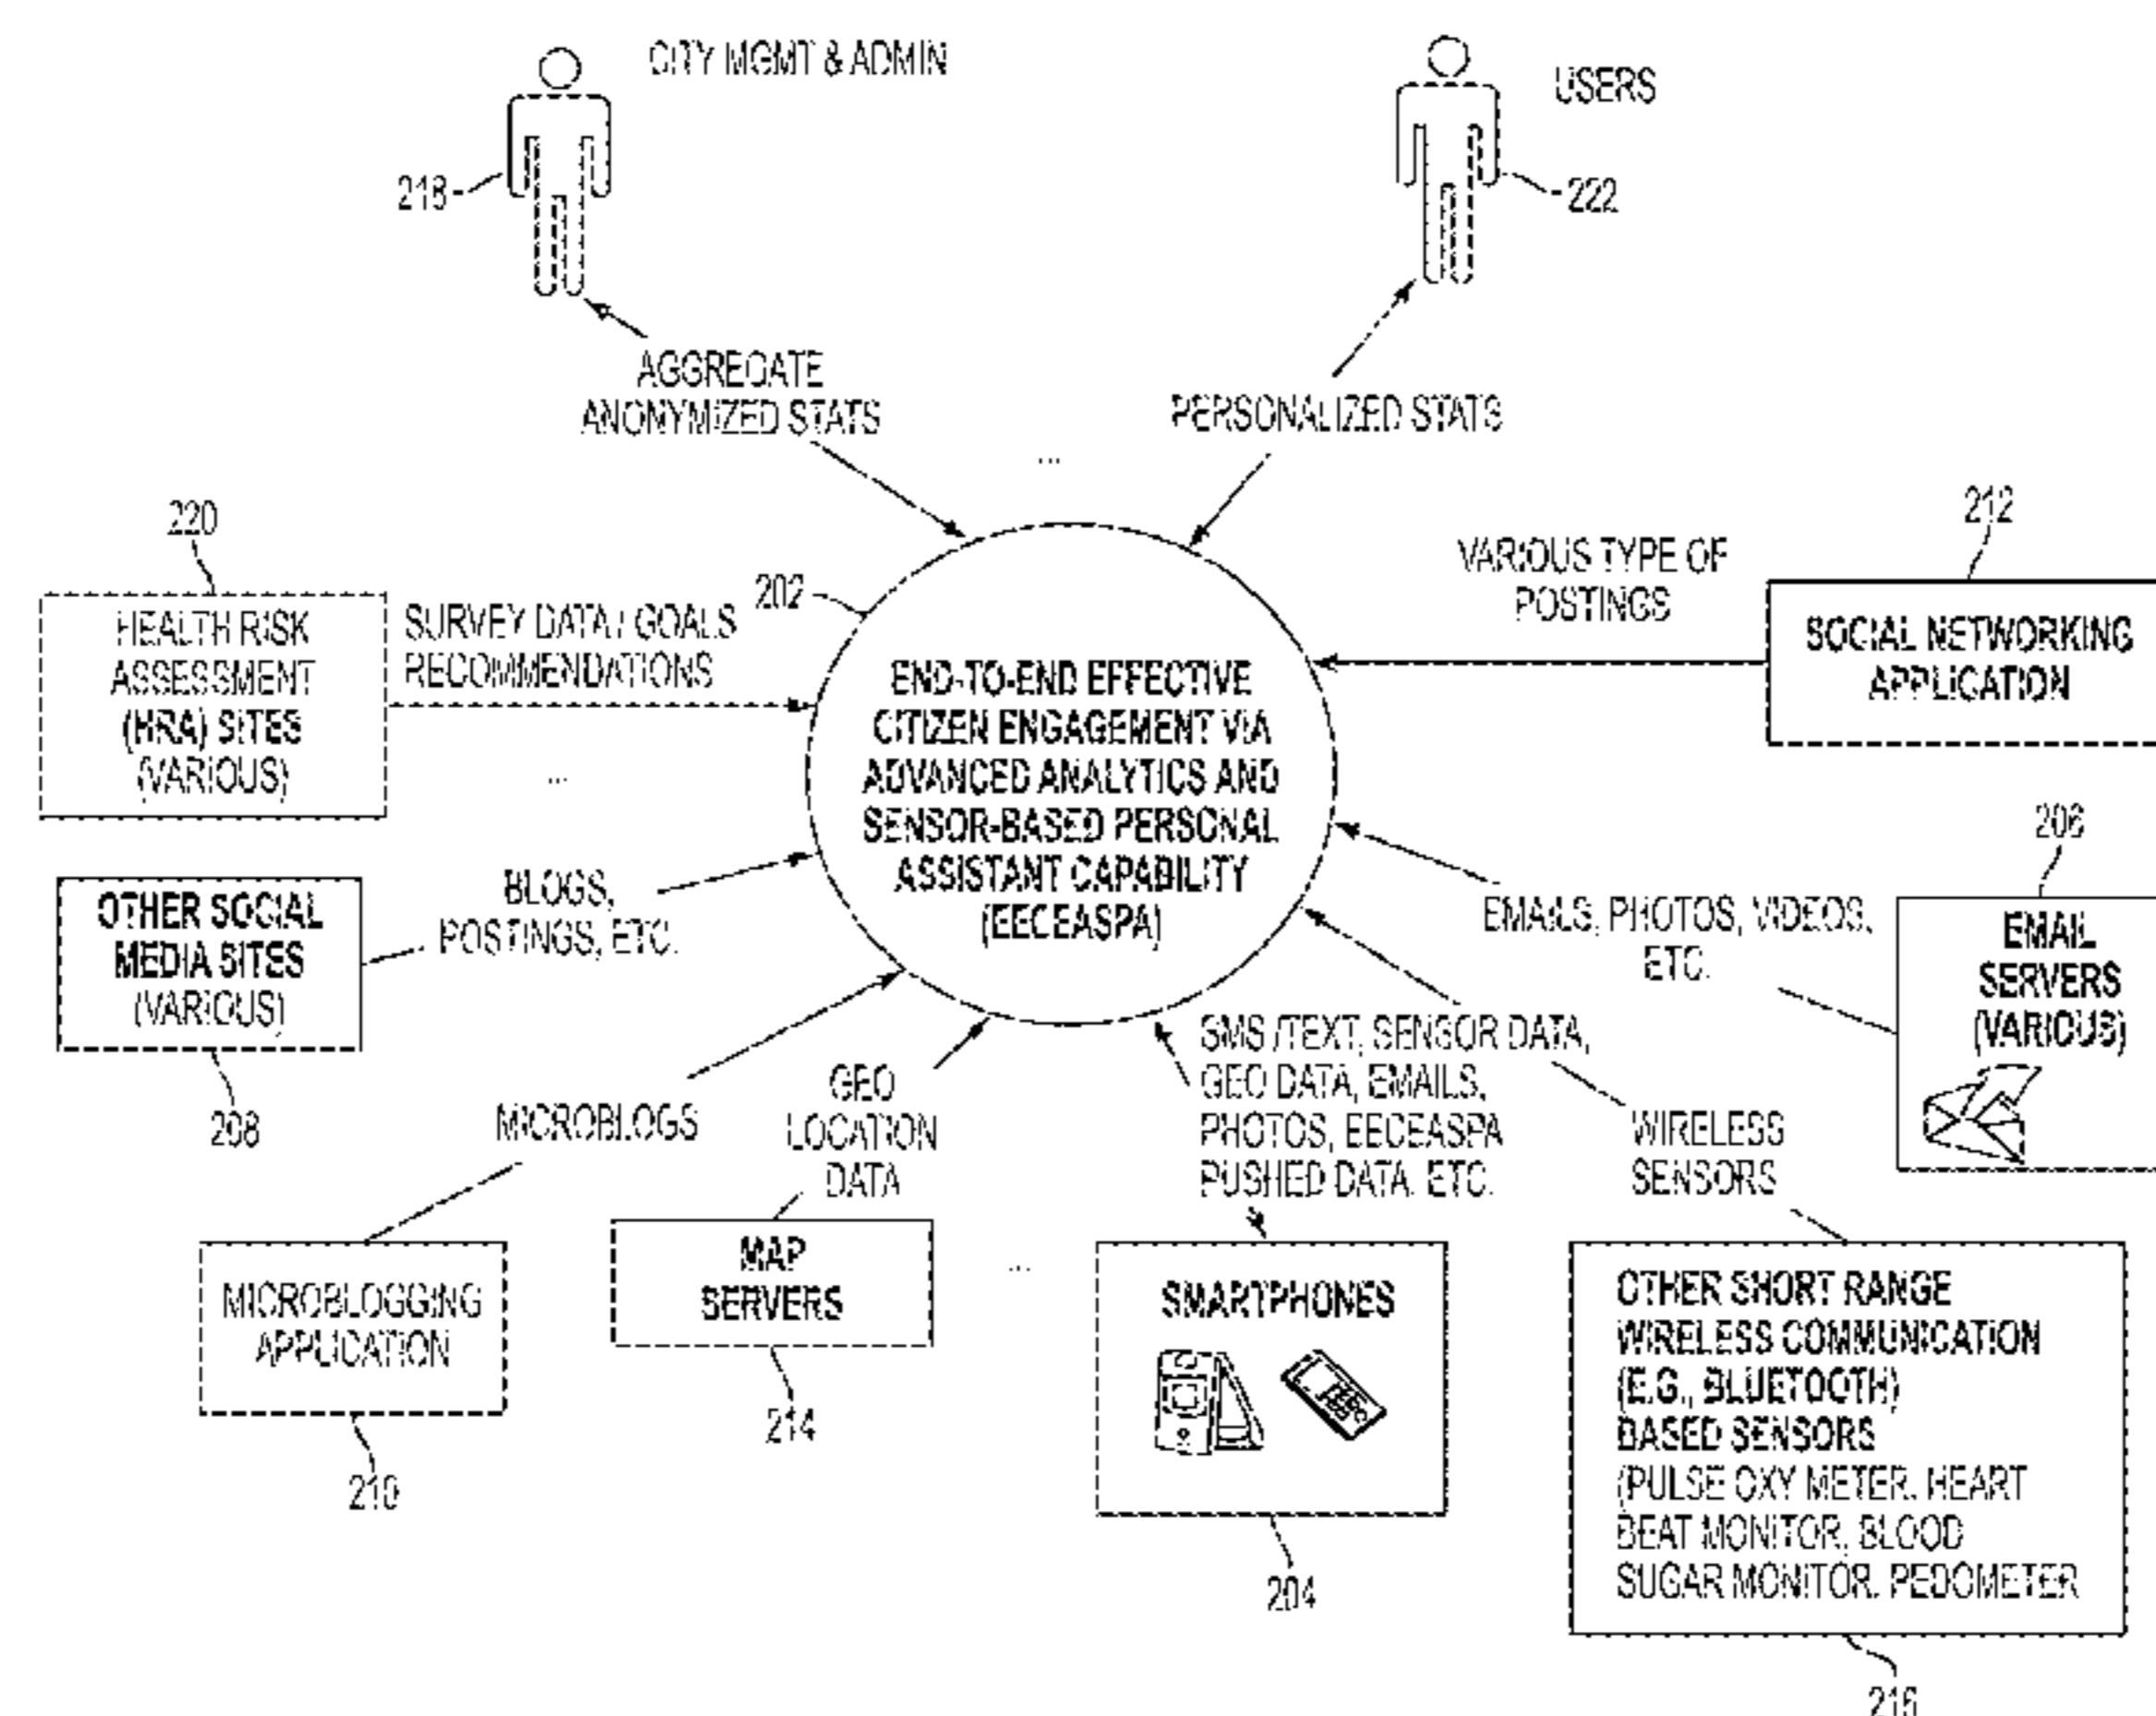 CITY MGMT & ADMIN
USERS
218
222
AGGREGATE
ANONYMIZED STATS
PERSONALIZED STATS
...
220
HEALTH RISK
ASSESSMENT
(HRA) SITES
(VARIOUS)
SURVEY DATA / GOALS
RECOMMENDATIONS
202
END-TO-END EFFECTIVE
CITIZEN ENGAGEMENT VIA
ADVANCED ANALYTICS AND
SENSOR-BASED PERSONAL
ASSISTANT CAPABILITY
(EECEASPA)
VARIOUS TYPE OF
POSTINGS
212
SOCIAL NETWORKING
APPLICATION
...
OTHER SOCIAL
MEDIA SITES
(VARIOUS)
208
BLOGS,
POSTINGS, ETC.
EMAILS, PHOTOS, VIDEOS,
ETC.
206
EMAIL
SERVERS
(VARIOUS)
MICROBLOGS
GEO
LOCATION
DATA
SMS /TEXT, SENSOR DATA,
GEO DATA, EMAILS,
PHOTOS, EECEASPA
PUSHED DATA, ETC.
WIRELESS
SENSORS
MICROBLOGGING
APPLICATION
210
MAP
SERVERS
214
...
SMARTPHONES
204
OTHER SHORT RANGE
WIRELESS COMMUNICATION
(E.G., BLUETOOTH)
BASED SENSORS
(PULSE OXY METER, HEART
BEAT MONITOR, BLOOD
SUGAR MONITOR, PEDOMETER
216